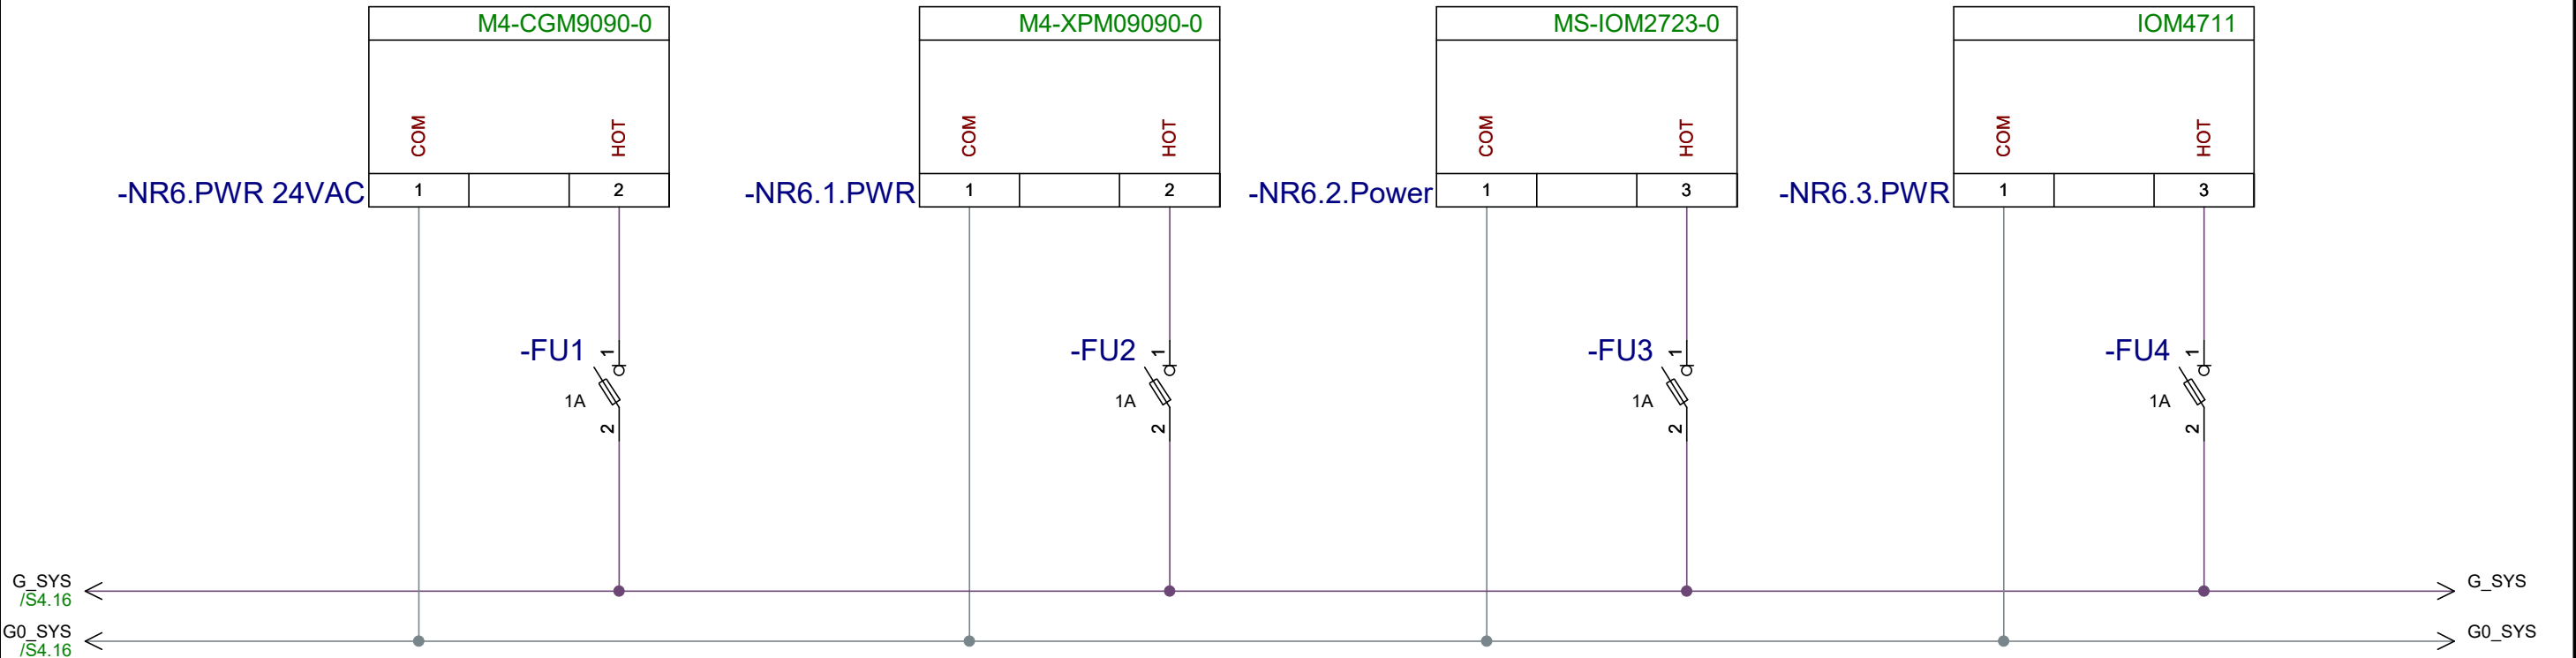 M4-CGM9090-0
M4-XPM09090-0
MS-IOM2723-0
IOM4711
COM
HOT
COM
HOT
COM
HOT
COM
HOT
-NR6.PWR 24VAC
1
2
-NR6.1.PWR
1
2
-NR6.2.Power
1
3
-NR6.3.PWR
1
3
-FU1
1
1A
2
-FU2
1
1A
2
-FU3
1
1A
2
-FU4
1
1A
2
G_SYS
/S4.16
G_SYS
G0_SYS
/S4.16
G0_SYS